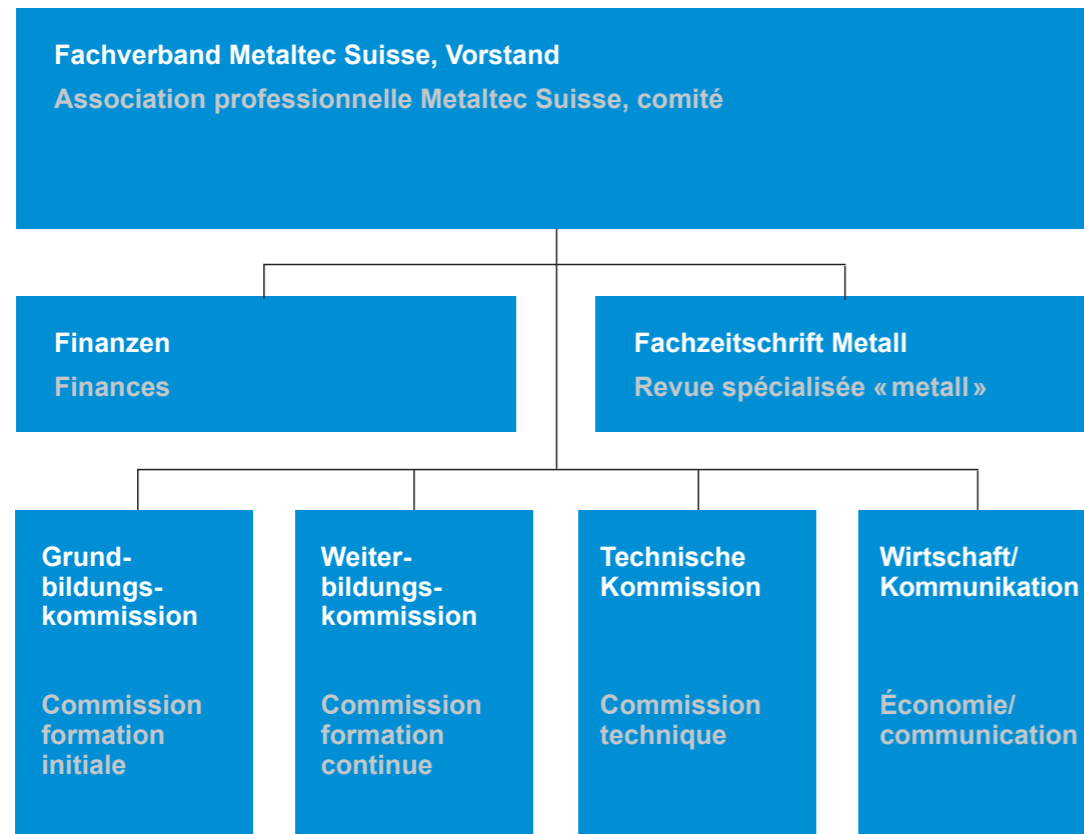 Fachverband Metaltec Suisse, Vorstand
Association professionnelle Metaltec Suisse, comité
Finanzen
Finances
Fachzeitschrift Metall
Revue spécialisée « metall »
Grund-
bildungs-
kommission
Commission
formation
initiale
Weiter-
bildungs-
kommission
Commission
formation
continue
Technische
Kommission
Commission
technique
Wirtschaft/
Kommunikation
Économie/
communication